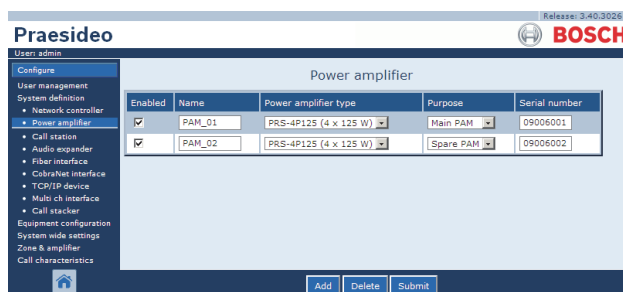 Release: 3.40.3026
Praesideo
BOSCH
User: admin
Configure
User management
System definition
• Network controller
• Power amplifier
• Call station
• Audio expander
• Fiber interface
• CobraNet interface
• TCP/IP device
• Multi ch interface
• Call stacker
Equipment configuration
System wide settings
Zone & amplifier
Call characteristics
Power amplifier
Enabled Name Power amplifier type Purpose Serial number
PAM_01 PRS-4P125 (4 x 125 W) Main PAM 09006001
PAM_02 PRS-4P125 (4 x 125 W) Spare PAM 09006002
Add Delete Submit